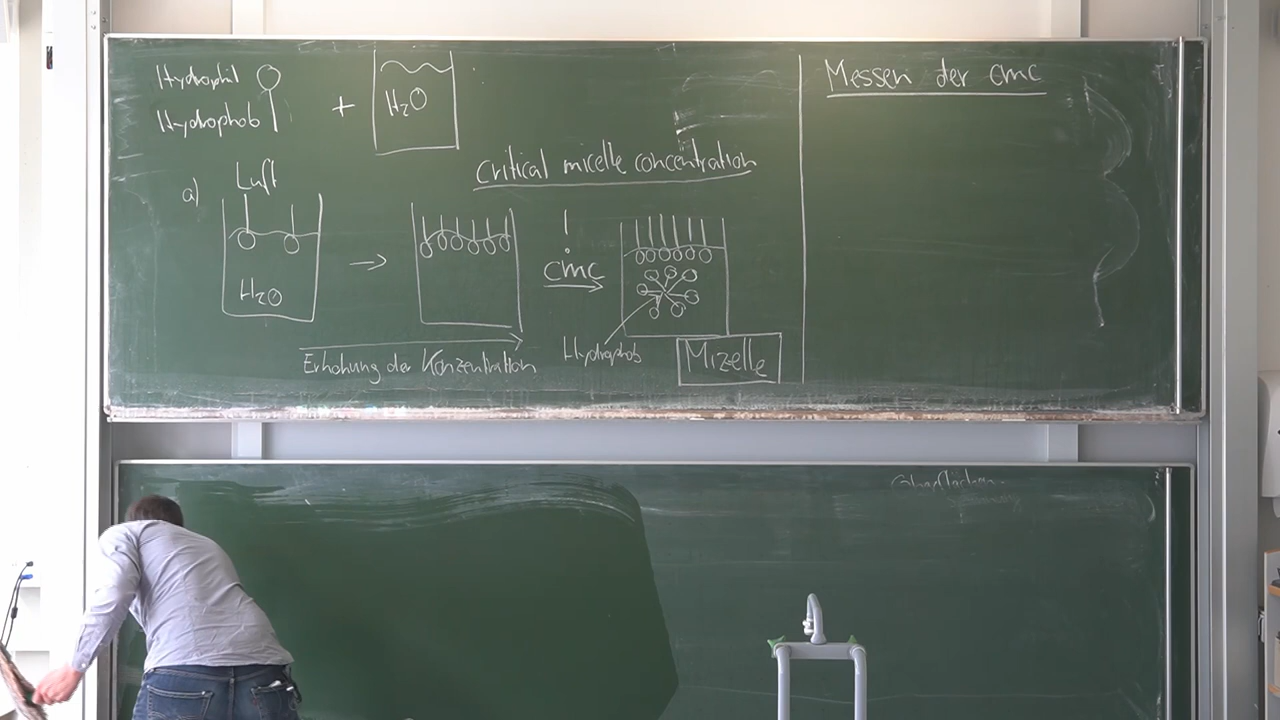 Hydrophil
Hydrophob
+
H₂O
Critical micelle concentration
a)
Luft
H₂O
→
!
cmc
Erhöhung der Konzentration
Hydrophob
Mizelle
Messen der cmc